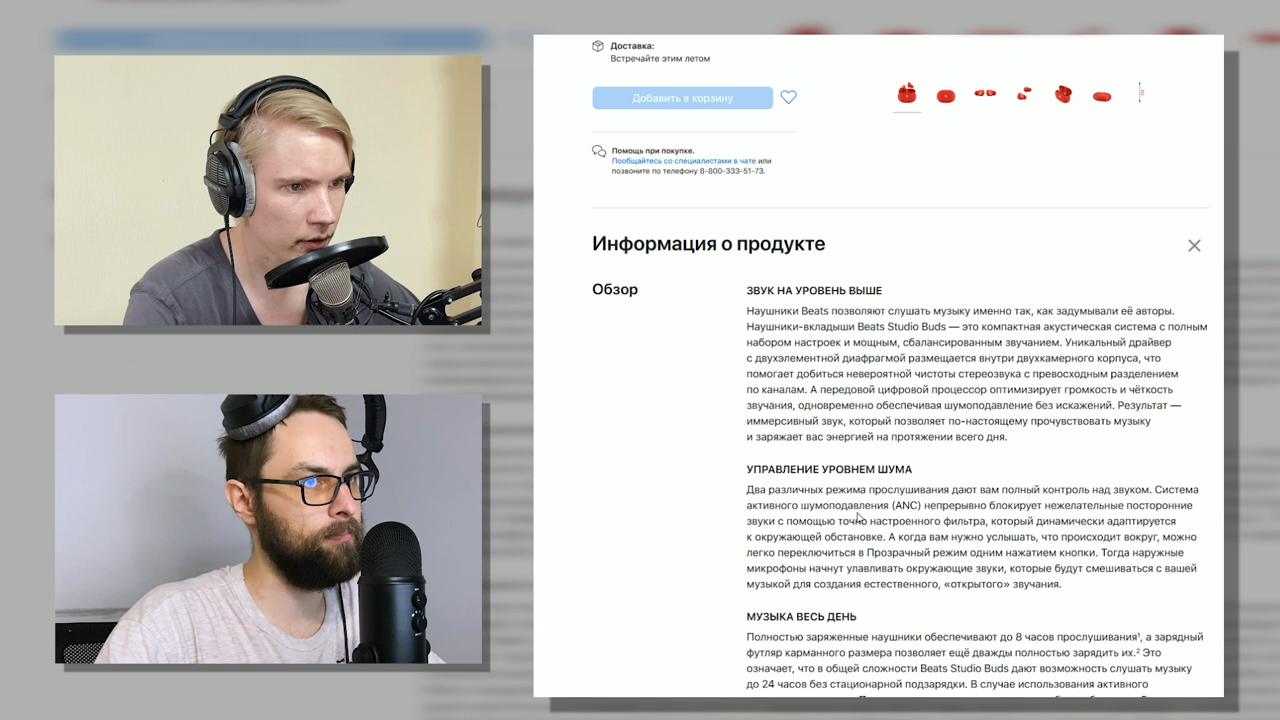 Доставка:
Встречайте этим летом
Добавить в корзину
Помощь при покупке.
Пообщайтесь со специалистами в чате или
позвоните по телефону 8-800-333-51-73.
Информация о продукте
Обзор
ЗВУК НА УРОВЕНЬ ВЫШЕ
Наушники Beats позволяют слушать музыку именно так, как задумывали её авторы.
Наушники-вкладыши Beats Studio Buds — это компактная акустическая система с полным
набором настроек и мощным, сбалансированным звучанием. Уникальный драйвер
с двухэлементной диафрагмой размещается внутри двухкамерного корпуса, что
помогает добиться невероятной чистоты стереозвука с превосходным разделением
по каналам. А передовой цифровой процессор оптимизирует громкость и чёткость
звучания, одновременно обеспечивая шумоподавление без искажений. Результат —
иммерсивный звук, который позволяет по-настоящему прочувствовать музыку
и заряжает вас энергией на протяжении всего дня.
УПРАВЛЕНИЕ УРОВНЕМ ШУМА
Два различных режима прослушивания дают вам полный контроль над звуком. Система
активного шумоподавления (ANC) непрерывно блокирует нежелательные посторонние
звуки с помощью точно настроенного фильтра, который динамически адаптируется
к окружающей обстановке. А когда вам нужно услышать, что происходит вокруг, можно
легко переключиться в Прозрачный режим одним нажатием кнопки. Тогда наружные
микрофоны начнут улавливать окружающие звуки, которые будут смешиваться с вашей
музыкой для создания естественного, «открытого» звучания.
МУЗЫКА ВЕСЬ ДЕНЬ
Полностью заряженные наушники обеспечивают до 8 часов прослушивания¹, а зарядный
футляр карманного размера позволяет ещё дважды полностью зарядить их.² Это
означает, что в общей сложности Beats Studio Buds дают возможность слушать музыку
до 24 часов без стационарной подзарядки. В случае использования активного